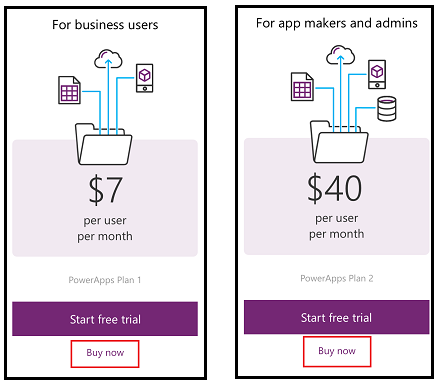 For business users
$7
per user
per month
PowerApps Plan 1
Start free trial
Buy now
For app makers and admins
$40
per user
per month
PowerApps Plan 2
Start free trial
Buy now